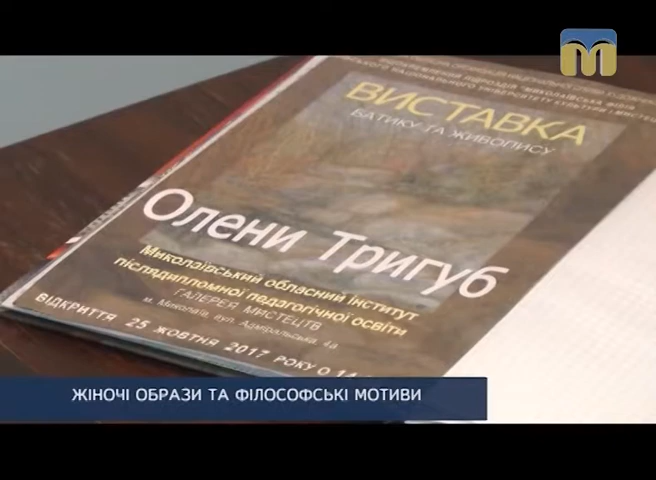 М
ВИСТАВКА
БАТИКУ ТА ЖИВОПИСУ
Олени Тригуб
Миколаївський обласний інститут
післядипломної педагогічної освіти
ГАЛЕРЕЯ МИСТЕЦТВ
м. Миколаїв, вул. Адміральська, 4а
ВІДКРИТТЯ 25 ЖОВТНЯ 2017 РОКУ О
ЖІНОЧІ ОБРАЗИ ТА ФІЛОСОФСЬКІ МОТИВИ